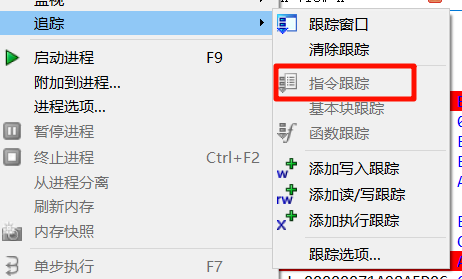 追踪
启动进程 F9
附加到进程...
进程选项...
暂停进程
终止进程 Ctrl+F2
从进程分离
刷新内存
内存快照
单步执行 F7
跟踪窗口
清除跟踪
指令跟踪
基本块跟踪
函数跟踪
添加写入跟踪
添加读/写跟踪
添加执行跟踪
跟踪选项...